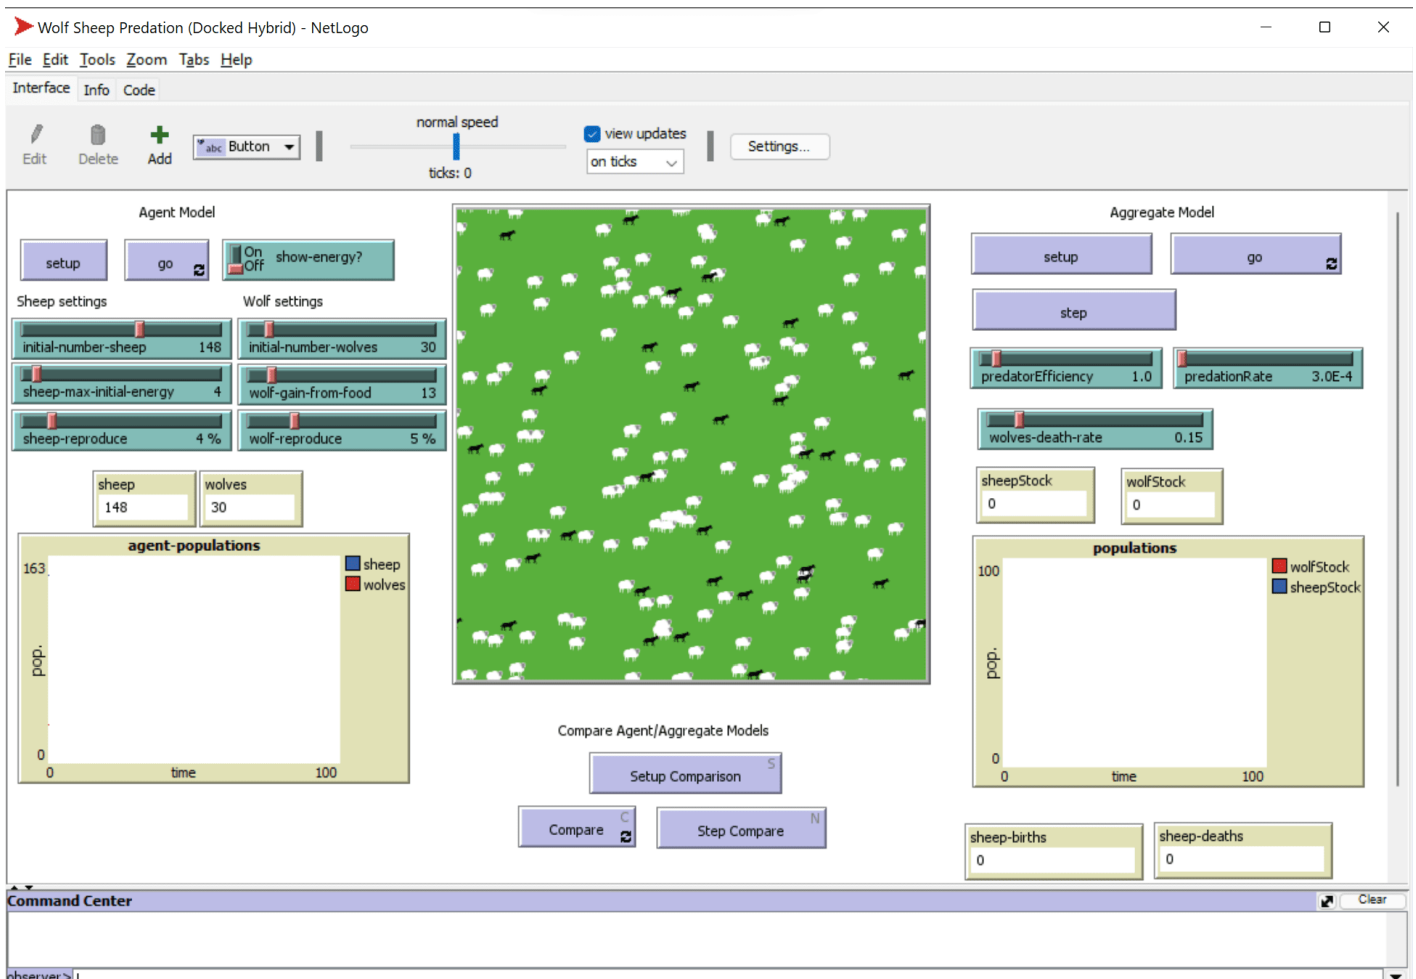 Wolf Sheep Predation (Docked Hybrid) - NetLogo
File Edit Tools Zoom Tabs Help
Interface Info Code
Edit
Delete
Add
abc Button
normal speed
ticks: 0
view updates
on ticks
Settings...
Agent Model
setup
go
On
Off
show-energy?
Sheep settings
Wolf settings
initial-number-sheep 148
initial-number-wolves 30
sheep-max-initial-energy 4
wolf-gain-from-food 13
sheep-reproduce 4 %
wolf-reproduce 5 %
sheep
148
wolves
30
agent-populations
163
pop.
0
0
time
100
sheep
wolves
Compare Agent/Aggregate Models
Setup Comparison
S
Compare
C
Step Compare
N
Aggregate Model
setup
go
step
predatorEfficiency 1.0
predationRate 3.0E-4
wolves-death-rate 0.15
sheepStock
0
wolfStock
0
populations
100
pop.
0
0
time
100
wolfStock
sheepStock
sheep-births
0
sheep-deaths
0
Command Center
Clear
observer>